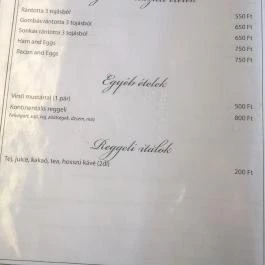 Rántotta 3 tojásból 550 Ft
Gombás rántotta 3 tojásból 650 Ft
Sonkás rántotta 3 tojásból 650 Ft
Ham and Eggs 750 Ft
Bacon and Eggs 750 Ft
Egyéb ételek
Virsli mustárral (1 pár) 500 Ft
Kontinentális reggeli 800 Ft
Reggeli italok
Tej, juice, kakaó, tea, hosszú kávé (2dl) 200 Ft